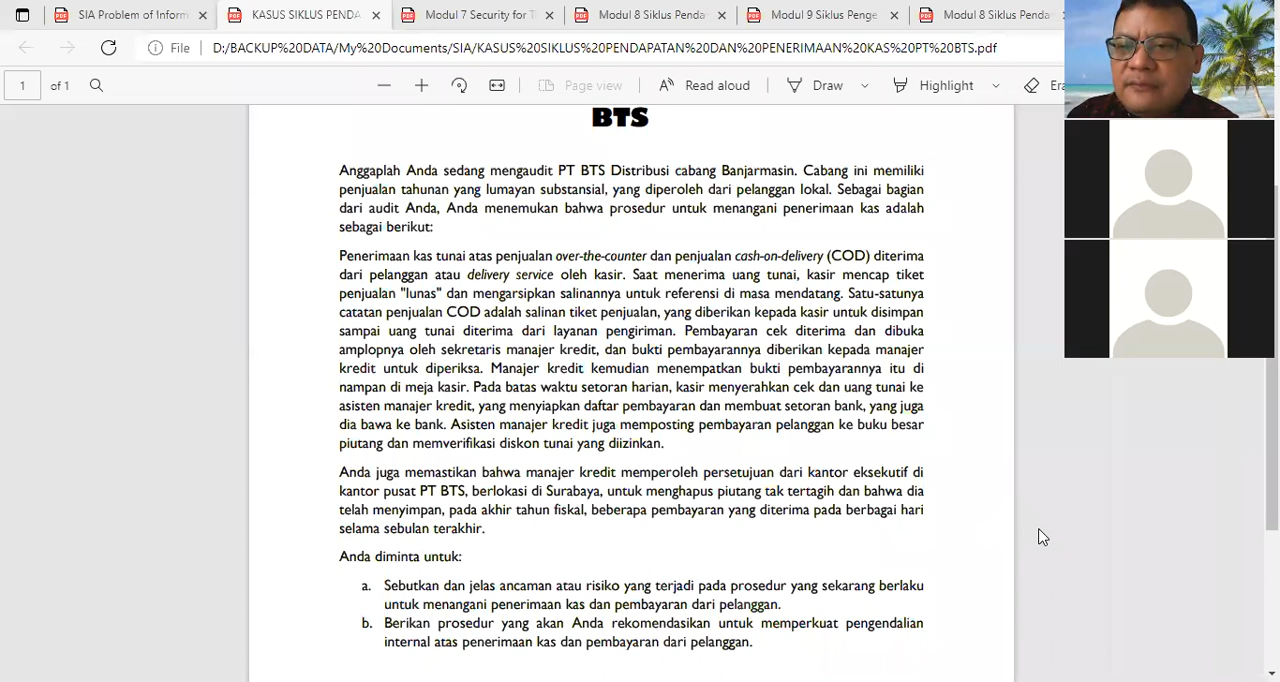 SIA Problem of Inform
KASUS SIKLUS PENDA
Modul 7 Security for T
Modul 8 Siklus Penda
Modul 9 Siklus Penge
Modul 8 Siklus Penda
File
D:/BACKUP%20DATA/My%20Documents/SIA/KASUS%20SIKLUS%20PENDAPATAN%20DAN%20PENERIMAAN%20KAS%20PT%20BTS.pdf
1 of 1
Page view
Read aloud
Draw
Highlight
Era
BTS
Anggaplah Anda sedang mengaudit PT BTS Distribusi cabang Banjarmasin. Cabang ini memiliki
penjualan tahunan yang lumayan substansial, yang diperoleh dari pelanggan lokal. Sebagai bagian
dari audit Anda, Anda menemukan bahwa prosedur untuk menangani penerimaan kas adalah
sebagai berikut:
Penerimaan kas tunai atas penjualan over-the-counter dan penjualan cash-on-delivery (COD) diterima
dari pelanggan atau delivery service oleh kasir. Saat menerima uang tunai, kasir mencap tiket
penjualan "lunas" dan mengarsipkan salinannya untuk referensi di masa mendatang. Satu-satunya
catatan penjualan COD adalah salinan tiket penjualan, yang diberikan kepada kasir untuk disimpan
sampai uang tunai diterima dari layanan pengiriman. Pembayaran cek diterima dan dibuka
amplopnya oleh sekretaris manajer kredit, dan bukti pembayarannya diberikan kepada manajer
kredit untuk diperiksa. Manajer kredit kemudian menempatkan bukti pembayarannya itu di
nampan di meja kasir. Pada batas waktu setoran harian, kasir menyerahkan cek dan uang tunai ke
asisten manajer kredit, yang menyiapkan daftar pembayaran dan membuat setoran bank, yang juga
dia bawa ke bank. Asisten manajer kredit juga memposting pembayaran pelanggan ke buku besar
piutang dan memverifikasi diskon tunai yang diizinkan.
Anda juga memastikan bahwa manajer kredit memperoleh persetujuan dari kantor eksekutif di
kantor pusat PT BTS, berlokasi di Surabaya, untuk menghapus piutang tak tertagih dan bahwa dia
telah menyimpan, pada akhir tahun fiskal, beberapa pembayaran yang diterima pada berbagai hari
selama sebulan terakhir.
Anda diminta untuk:
a. Sebutkan dan jelas ancaman atau risiko yang terjadi pada prosedur yang sekarang berlaku
untuk menangani penerimaan kas dan pembayaran dari pelanggan.
b. Berikan prosedur yang akan Anda rekomendasikan untuk memperkuat pengendalian
internal atas penerimaan kas dan pembayaran dari pelanggan.